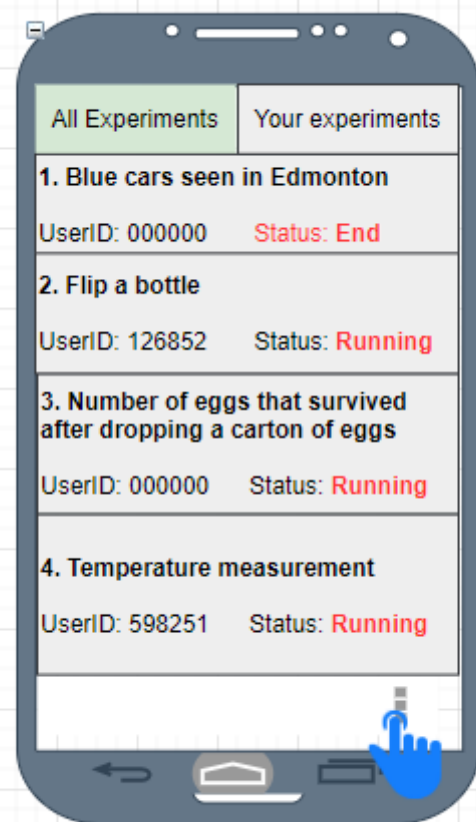 All Experiments
Your experiments
1. Blue cars seen in Edmonton
UserID: 000000 Status: End
2. Flip a bottle
UserID: 126852 Status: Running
3. Number of eggs that survived
after dropping a carton of eggs
UserID: 000000 Status: Running
4. Temperature measurement
UserID: 598251 Status: Running